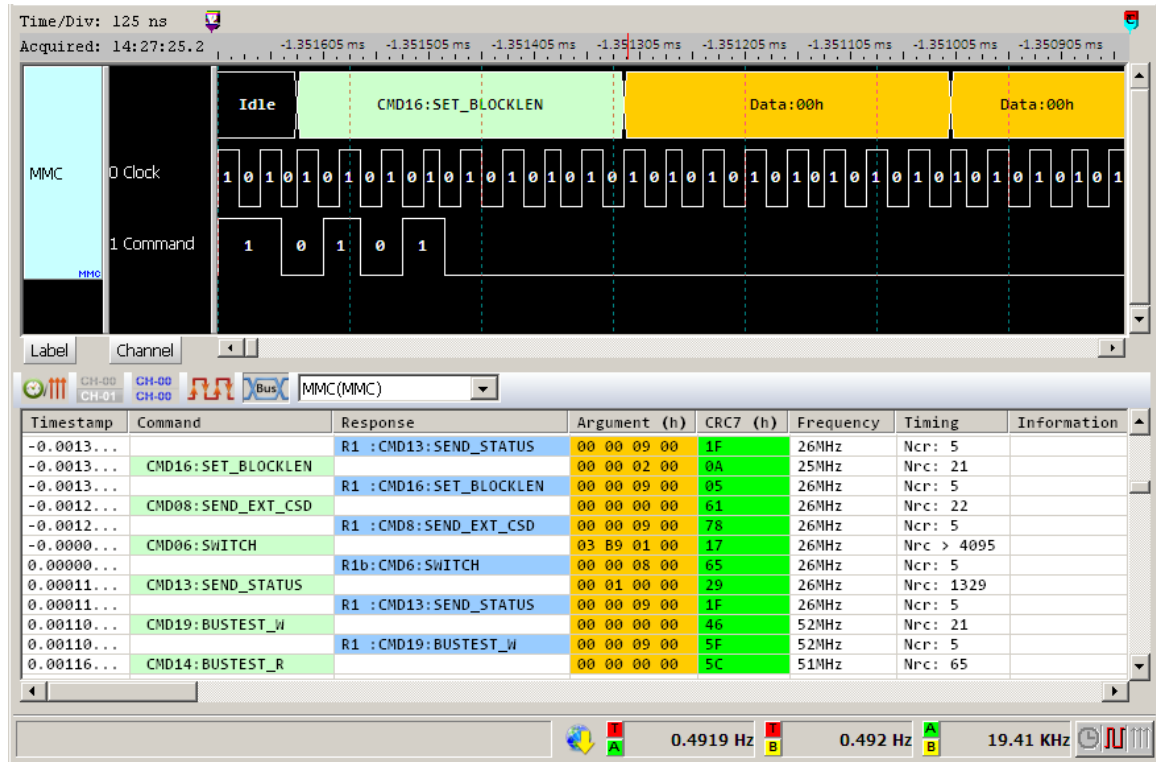 Time/Div: 125 ns
Acquired: 14:27:25.2 -1.351605 ms -1.351505 ms -1.351405 ms -1.351305 ms -1.351205 ms -1.351105 ms -1.351005 ms -1.350905 ms
Idle CMD16:SET_BLOCKLEN Data:00h Data:00h
MMC 0 Clock 1 0 1 0 1 0 1 0 1 0 1 0 1 0 1 0 1 0 1 0 1 0 1 0 1 0 1 0 1 0 1 0 1 0 1 0 1 0 1 0 1 0 1
1 Command 1 0 1 0 1
MMC
Label Channel
CH-00 CH-01 CH-00 CH-00 Bus MMC(MMC)
Timestamp Command Response Argument (h) CRC7 (h) Frequency Timing Information
-0.0013... R1 :CMD13:SEND_STATUS 00 00 09 00 1F 26MHz Ncr: 5
-0.0013... CMD16:SET_BLOCKLEN 00 00 02 00 0A 25MHz Nrc: 21
-0.0013... R1 :CMD16:SET_BLOCKLEN 00 00 09 00 05 26MHz Ncr: 5
-0.0012... CMD08:SEND_EXT_CSD 00 00 00 00 61 26MHz Nrc: 22
-0.0012... R1 :CMD8:SEND_EXT_CSD 00 00 09 00 78 26MHz Ncr: 5
-0.0000... CMD06:SWITCH 03 B9 01 00 17 26MHz Nrc > 4095
0.00000... R1b:CMD6:SWITCH 00 00 08 00 65 26MHz Ncr: 5
0.00011... CMD13:SEND_STATUS 00 01 00 00 29 26MHz Nrc: 1329
0.00011... R1 :CMD13:SEND_STATUS 00 00 09 00 1F 26MHz Ncr: 5
0.00110... CMD19:BUSTEST_W 00 00 00 00 46 52MHz Nrc: 21
0.00110... R1 :CMD19:BUSTEST_W 00 00 09 00 5F 52MHz Ncr: 5
0.00116... CMD14:BUSTEST_R 00 00 00 00 5C 51MHz Nrc: 65
T A 0.4919 Hz T B 0.492 Hz A B 19.41 KHz